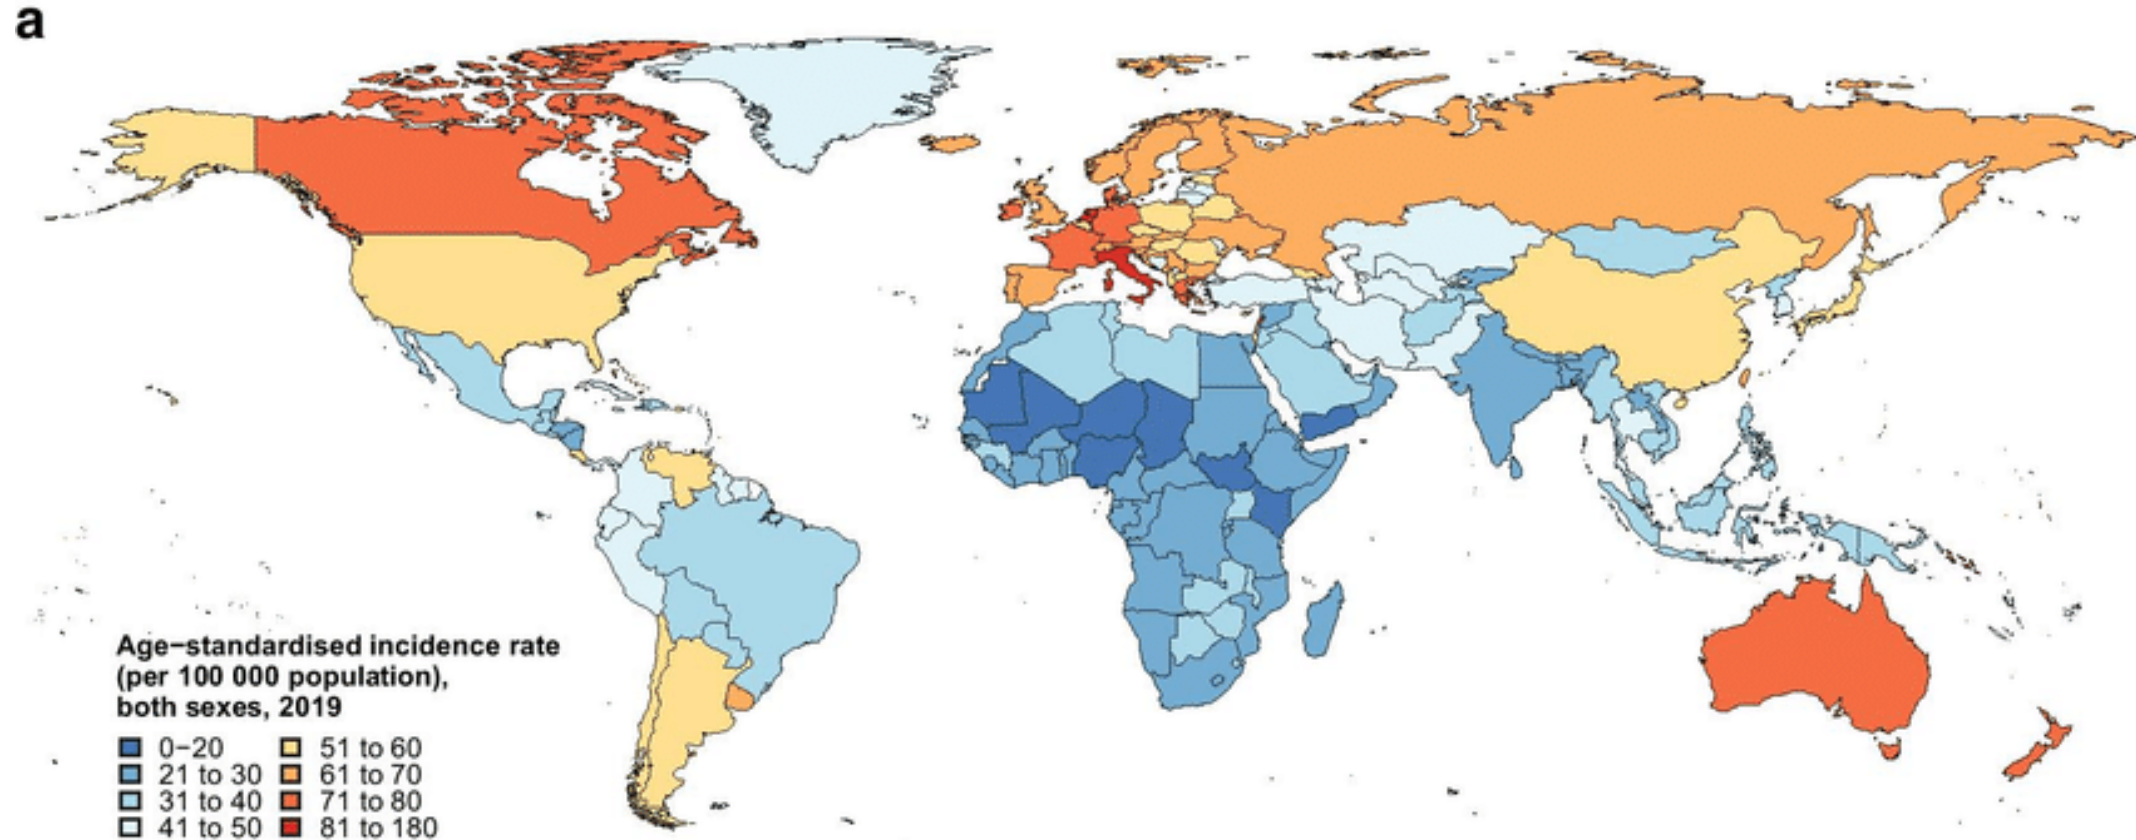 a
Age−standardised incidence rate
(per 100 000 population),
both sexes, 2019
0−20
21 to 30
31 to 40
41 to 50
51 to 60
61 to 70
71 to 80
81 to 180